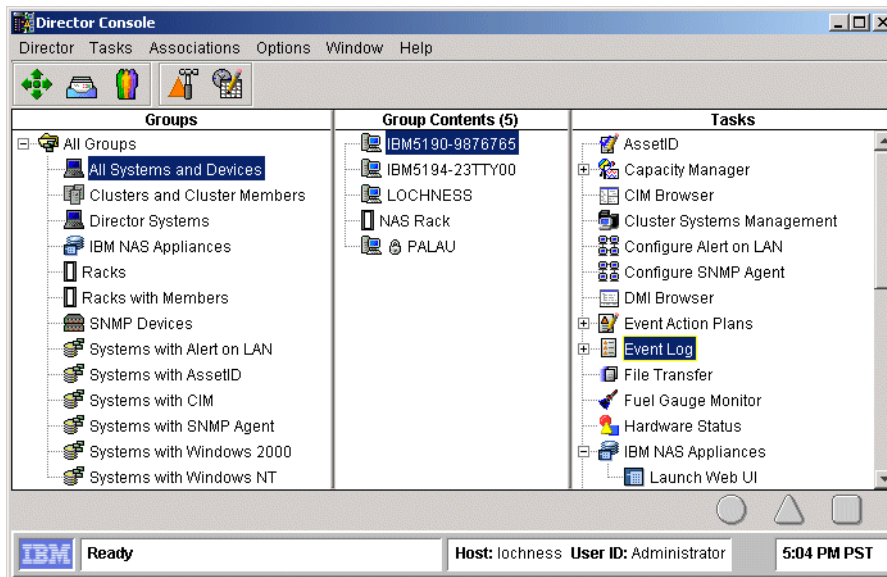 Director Console
Director Tasks Associations Options Window Help
Groups
All Groups
All Systems and Devices
Clusters and Cluster Members
Director Systems
IBM NAS Appliances
Racks
Racks with Members
SNMP Devices
Systems with Alert on LAN
Systems with AssetID
Systems with CIM
Systems with SNMP Agent
Systems with Windows 2000
Systems with Windows NT
Group Contents (5)
IBM5190-9876765
IBM5194-23TTY00
LOCHNESS
NAS Rack
PALAU
Tasks
AssetID
Capacity Manager
CIM Browser
Cluster Systems Management
Configure Alert on LAN
Configure SNMP Agent
DMI Browser
Event Action Plans
Event Log
File Transfer
Fuel Gauge Monitor
Hardware Status
IBM NAS Appliances
Launch Web UI
IBM Ready Host: lochness User ID: Administrator 5:04 PM PST